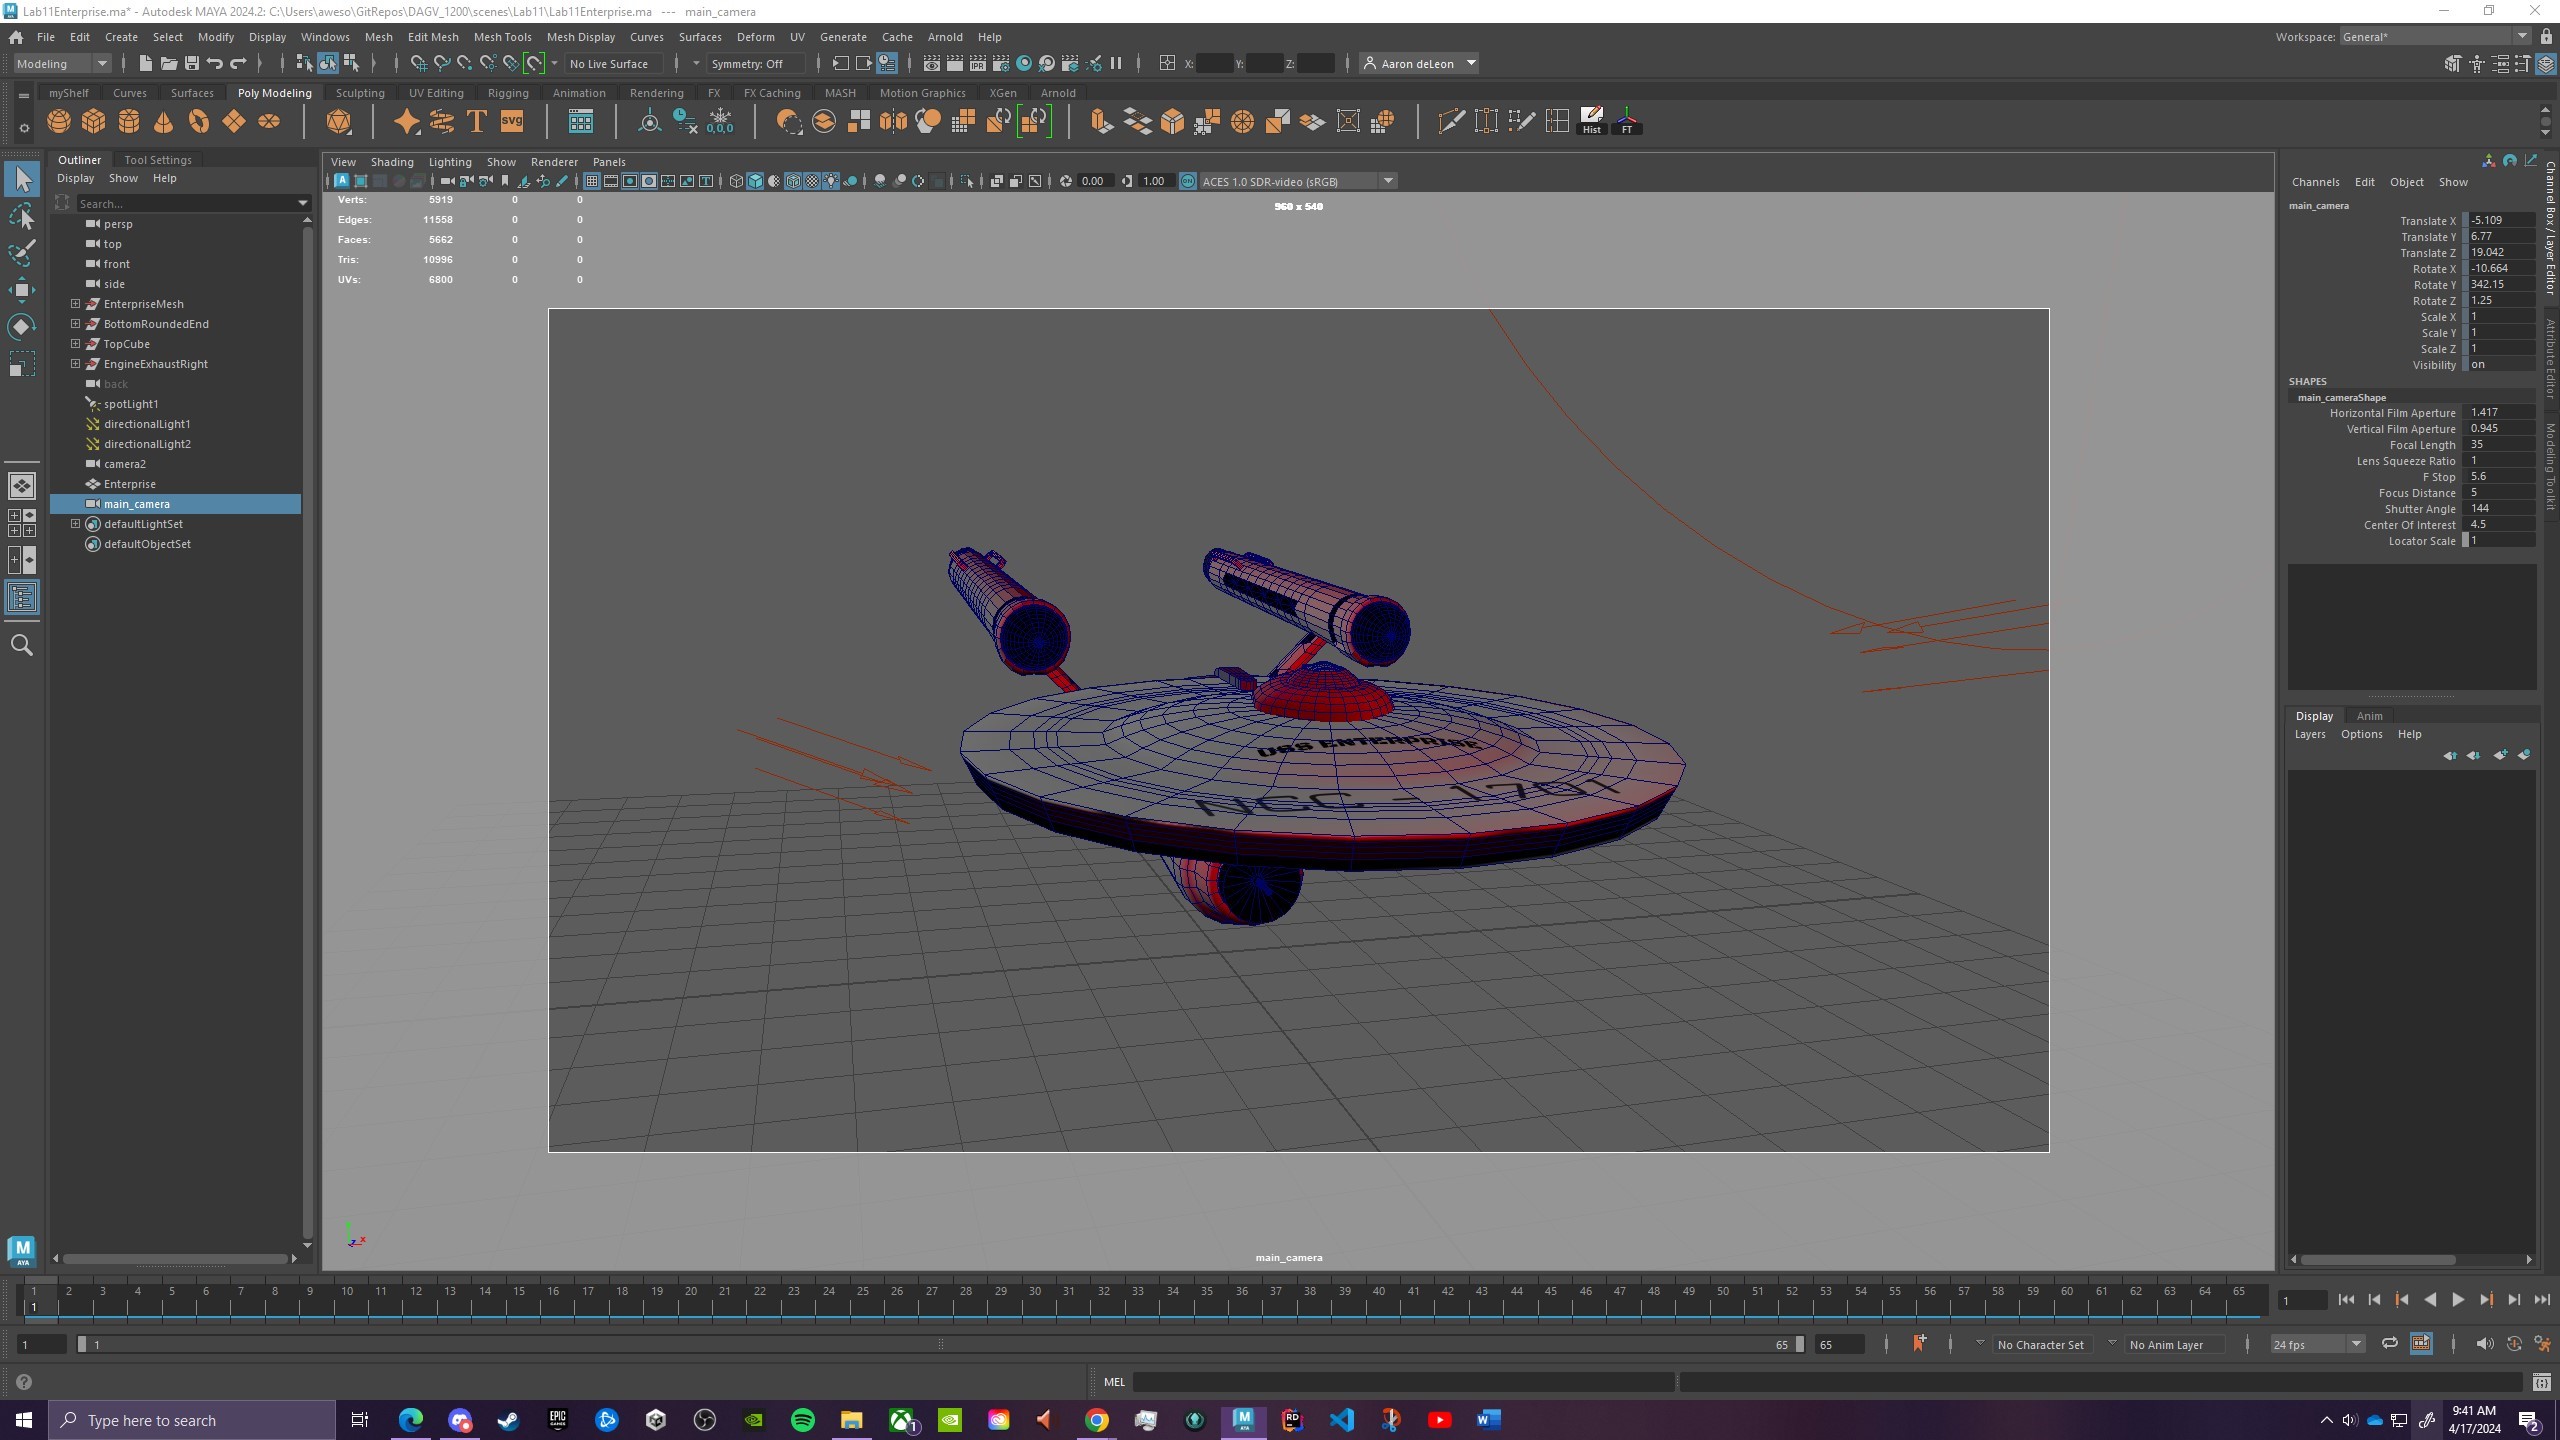 Lab11Enterprise.ma* - Autodesk MAYA 2024.2: C:\Users\aweso\GitRepos\DAGV_1200\scenes\Lab11\Lab11Enterprise.ma --- main_camera
File Edit Create Select Modify Display Windows Mesh Edit Mesh Mesh Tools Mesh Display Curves Surfaces Deform UV Generate Cache Arnold Help
Workspace: General*
Modeling No Live Surface Symmetry: Off IPR X: Y: Z: Aaron deLeon
myShelf Curves Surfaces Poly Modeling Sculpting UV Editing Rigging Animation Rendering FX FX Caching MASH Motion Graphics XGen Arnold
T SVG 0,0,0 Hist FT
Outliner Tool Settings
Display Show Help
Search...
persp
top
front
side
EnterpriseMesh
BottomRoundedEnd
TopCube
EngineExhaustRight
back
spotLight1
directionalLight1
directionalLight2
camera2
Enterprise
main_camera
defaultLightSet
defaultObjectSet
View Shading Lighting Show Renderer Panels
0.00 1.00 ACES 1.0 SDR-video (sRGB)
Verts: 5919 0 0
Edges: 11558 0 0
Faces: 5662 0 0
Tris: 10996 0 0
UVs: 6800 0 0
960 x 540
USS ENTERPRISE
NCC - 1701
main_camera
Channels Edit Object Show
main_camera
Translate X -5.109
Translate Y 6.77
Translate Z 19.042
Rotate X -10.664
Rotate Y 342.15
Rotate Z 1.25
Scale X 1
Scale Y 1
Scale Z 1
Visibility on
SHAPES
main_cameraShape
Horizontal Film Aperture 1.417
Vertical Film Aperture 0.945
Focal Length 35
Lens Squeeze Ratio 1
F Stop 5.6
Focus Distance 5
Shutter Angle 144
Center Of Interest 4.5
Locator Scale 1
Display Anim
Layers Options Help
Channel Box / Layer Editor
Attribute Editor
Modeling Toolkit
M
AYA
1 2 3 4 5 6 7 8 9 10 11 12 13 14 15 16 17 18 19 20 21 22 23 24 25 26 27 28 29 30 31 32 33 34 35 36 37 38 39 40 41 42 43 44 45 46 47 48 49 50 51 52 53 54 55 56 57 58 59 60 61 62 63 64 65
1
1
1 1 65 65 No Character Set No Anim Layer 24 fps
MEL
Type here to search
9:41 AM
4/17/2024
2